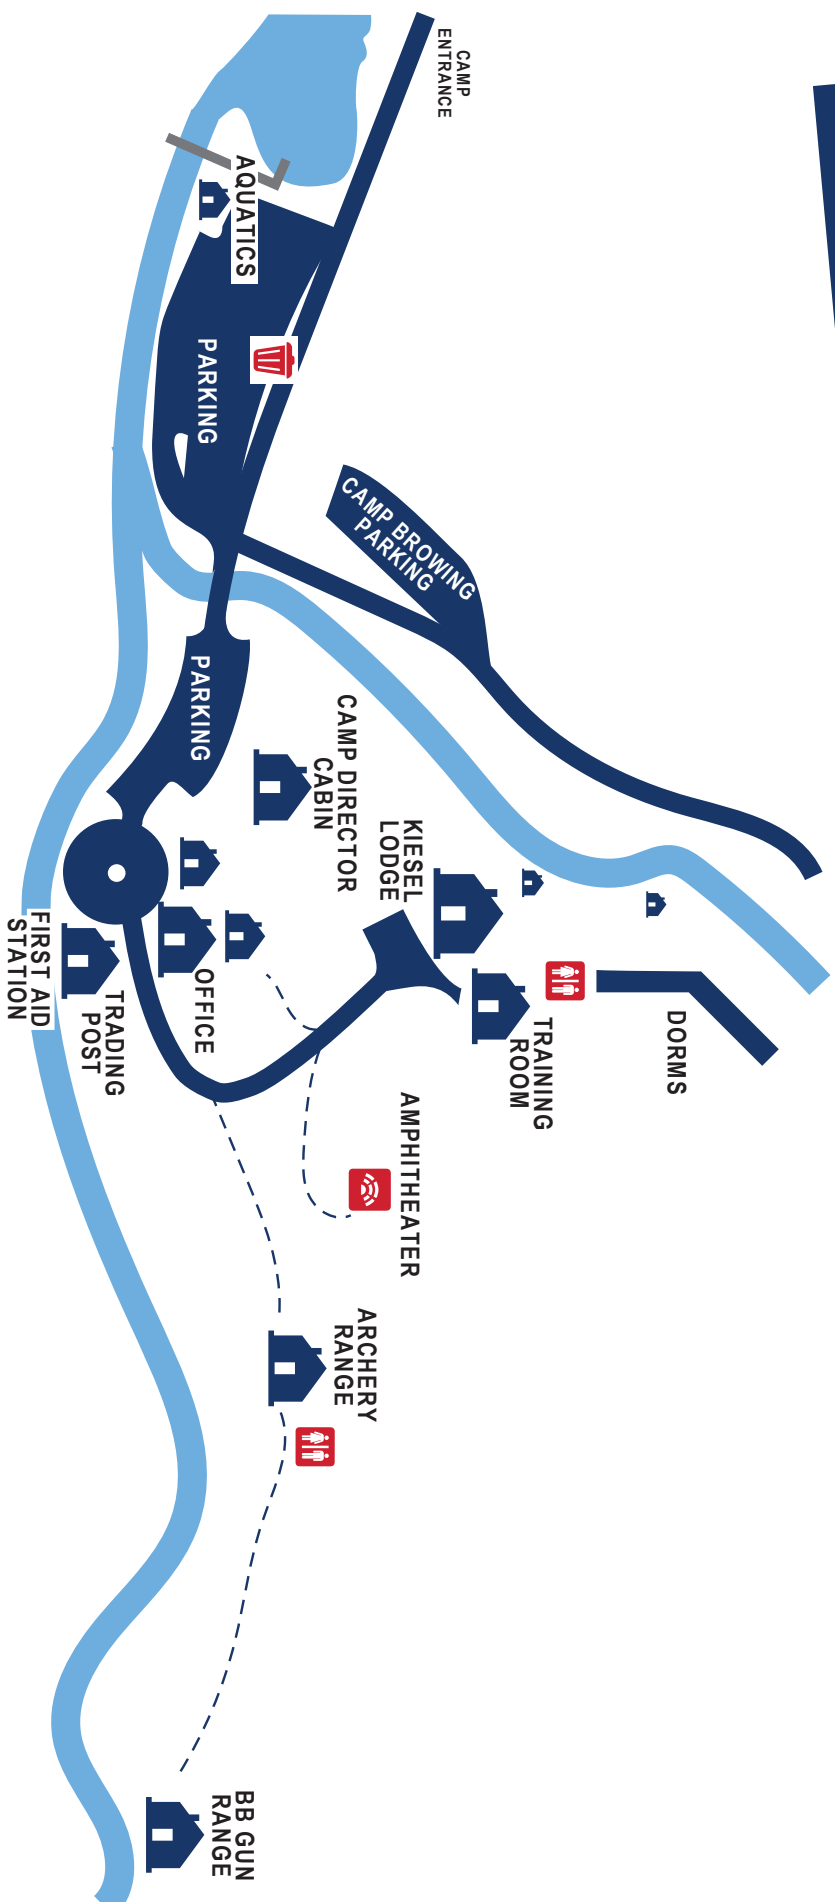 CAMP
ENTRANCE
AQUATICS
PARKING
CAMP BROWING
PARKING
PARKING
CAMP DIRECTOR
CABIN
KIESEL
LODGE
FIRST AID
STATION
TRADING
POST
OFFICE
TRAINING
ROOM
DORMS
AMPHITHEATER
ARCHERY
RANGE
BB GUN
RANGE